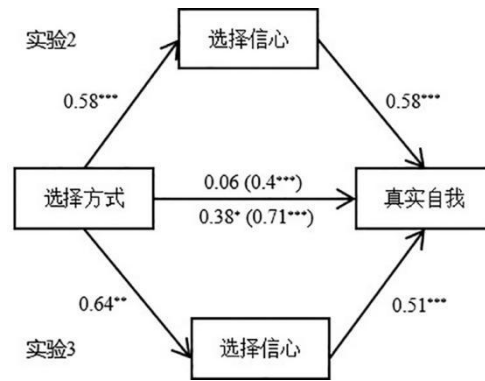 实验2
选择信心
0.58***
0.58***
选择方式
0.06 (0.4***)
0.38* (0.71***)
真实自我
0.64**
0.51***
实验3
选择信心